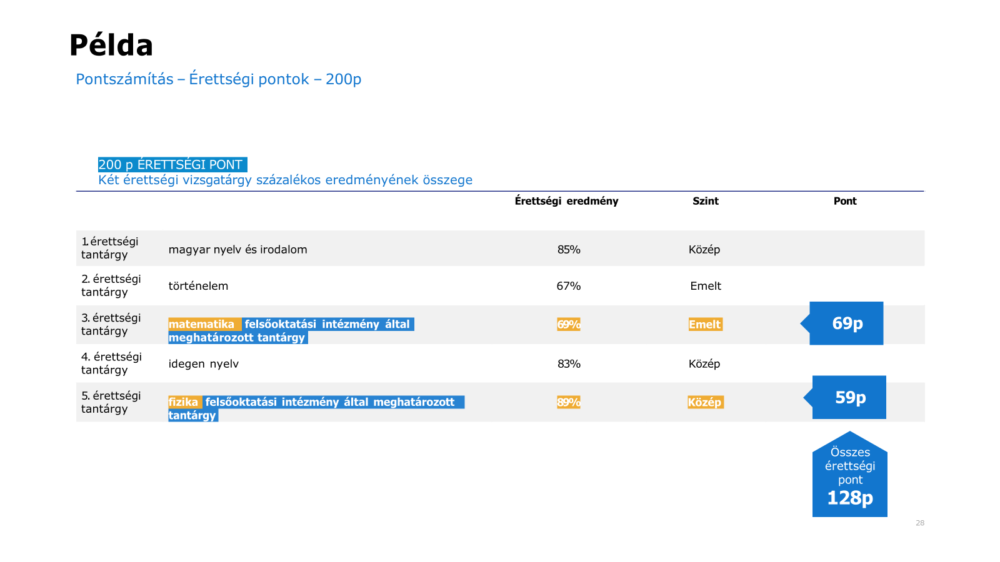 Példa
Pontszámítás – Érettségi pontok – 200p
200 p ÉRETTSÉGI PONT
Két érettségi vizsgatárgy százalékos eredményének összege
Érettségi eredmény Szint Pont
1. érettségi
tantárgy
magyar nyelv és irodalom 85% Közép
2. érettségi
tantárgy
történelem 67% Emelt
3. érettségi
tantárgy
matematika felsőoktatási intézmény által
meghatározott tantárgy
69% Emelt 69p
4. érettségi
tantárgy
idegen nyelv 83% Közép
5. érettségi
tantárgy
fizika felsőoktatási intézmény által meghatározott
tantárgy
89% Közép 59p
Összes
érettségi
pont
128p
28